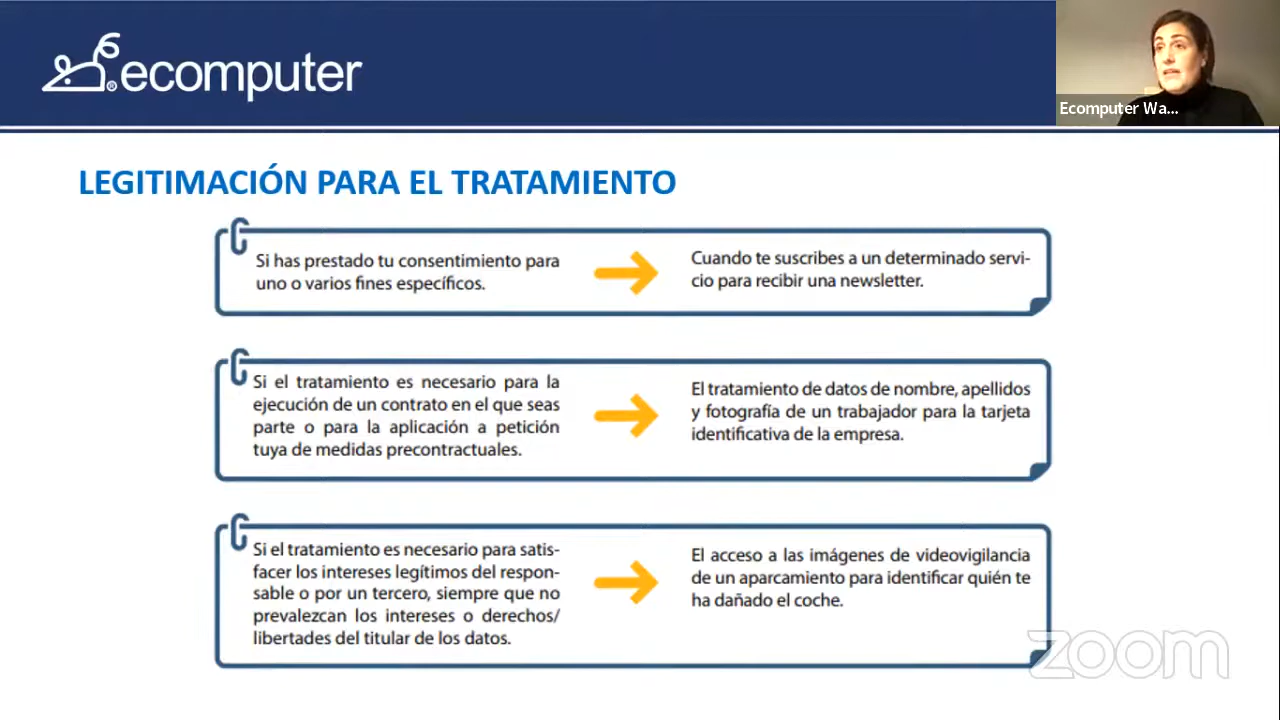 ecomputer
Ecomputer Wa...
LEGITIMACIÓN PARA EL TRATAMIENTO
Si has prestado tu consentimiento para
uno o varios fines específicos.
Cuando te suscribes a un determinado servi-
cio para recibir una newsletter.
Si el tratamiento es necesario para la
ejecución de un contrato en el que seas
parte o para la aplicación a petición
tuya de medidas precontractuales.
El tratamiento de datos de nombre, apellidos
y fotografía de un trabajador para la tarjeta
identificativa de la empresa.
Si el tratamiento es necesario para satis-
facer los intereses legítimos del respon-
sable o por un tercero, siempre que no
prevalezcan los intereses o derechos/
libertades del titular de los datos.
El acceso a las imágenes de videovigilancia
de un aparcamiento para identificar quién te
ha dañado el coche.
zoom